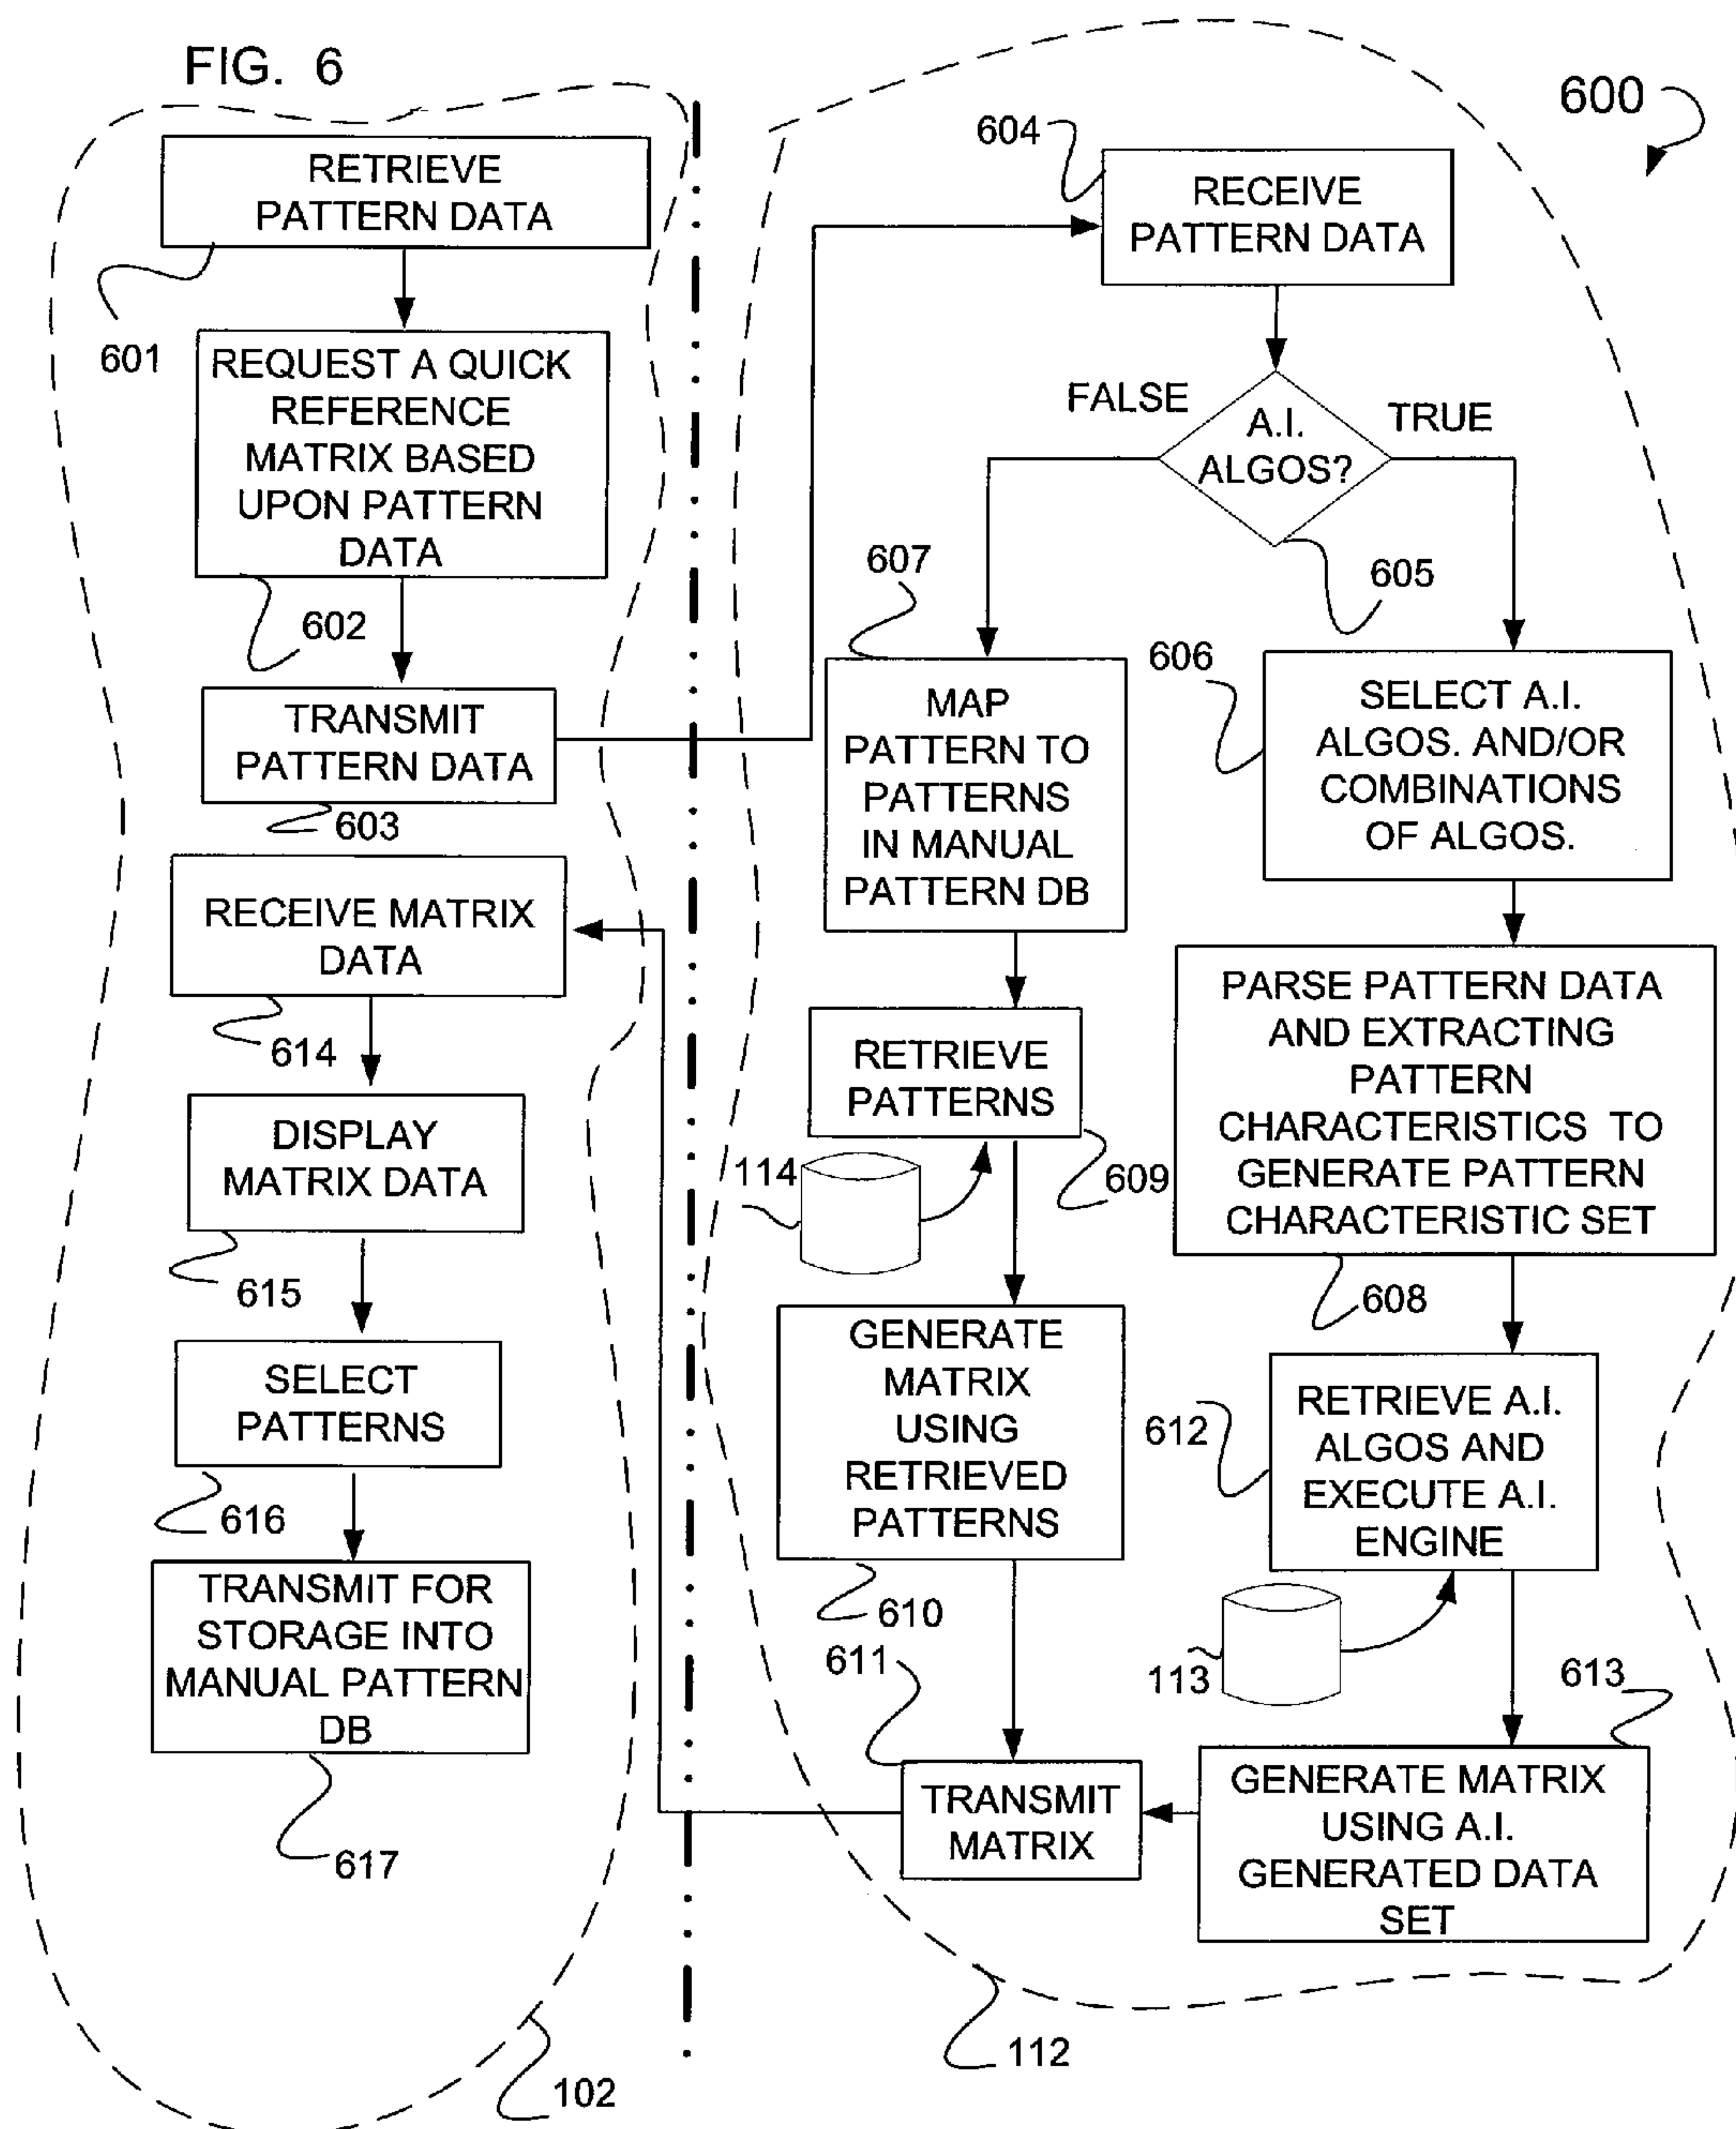 FIG. 6
600
RETRIEVE
PATTERN DATA
601
REQUEST A QUICK
REFERENCE
MATRIX BASED
UPON PATTERN
DATA
602
TRANSMIT
PATTERN DATA
603
RECEIVE MATRIX
DATA
614
DISPLAY
MATRIX DATA
615
SELECT
PATTERNS
616
TRANSMIT FOR
STORAGE INTO
MANUAL PATTERN
DB
617
102
604
RECEIVE
PATTERN DATA
FALSE
A.I.
ALGOS?
TRUE
605
607
MAP
PATTERN TO
PATTERNS
IN MANUAL
PATTERN DB
RETRIEVE
PATTERNS
114
609
GENERATE
MATRIX
USING
RETRIEVED
PATTERNS
610
611
TRANSMIT
MATRIX
606
SELECT A.I.
ALGOS. AND/OR
COMBINATIONS
OF ALGOS.
PARSE PATTERN DATA
AND EXTRACTING
PATTERN
CHARACTERISTICS TO
GENERATE PATTERN
CHARACTERISTIC SET
608
612
RETRIEVE A.I.
ALGOS AND
EXECUTE A.I.
ENGINE
113
613
GENERATE MATRIX
USING A.I.
GENERATED DATA
SET
112